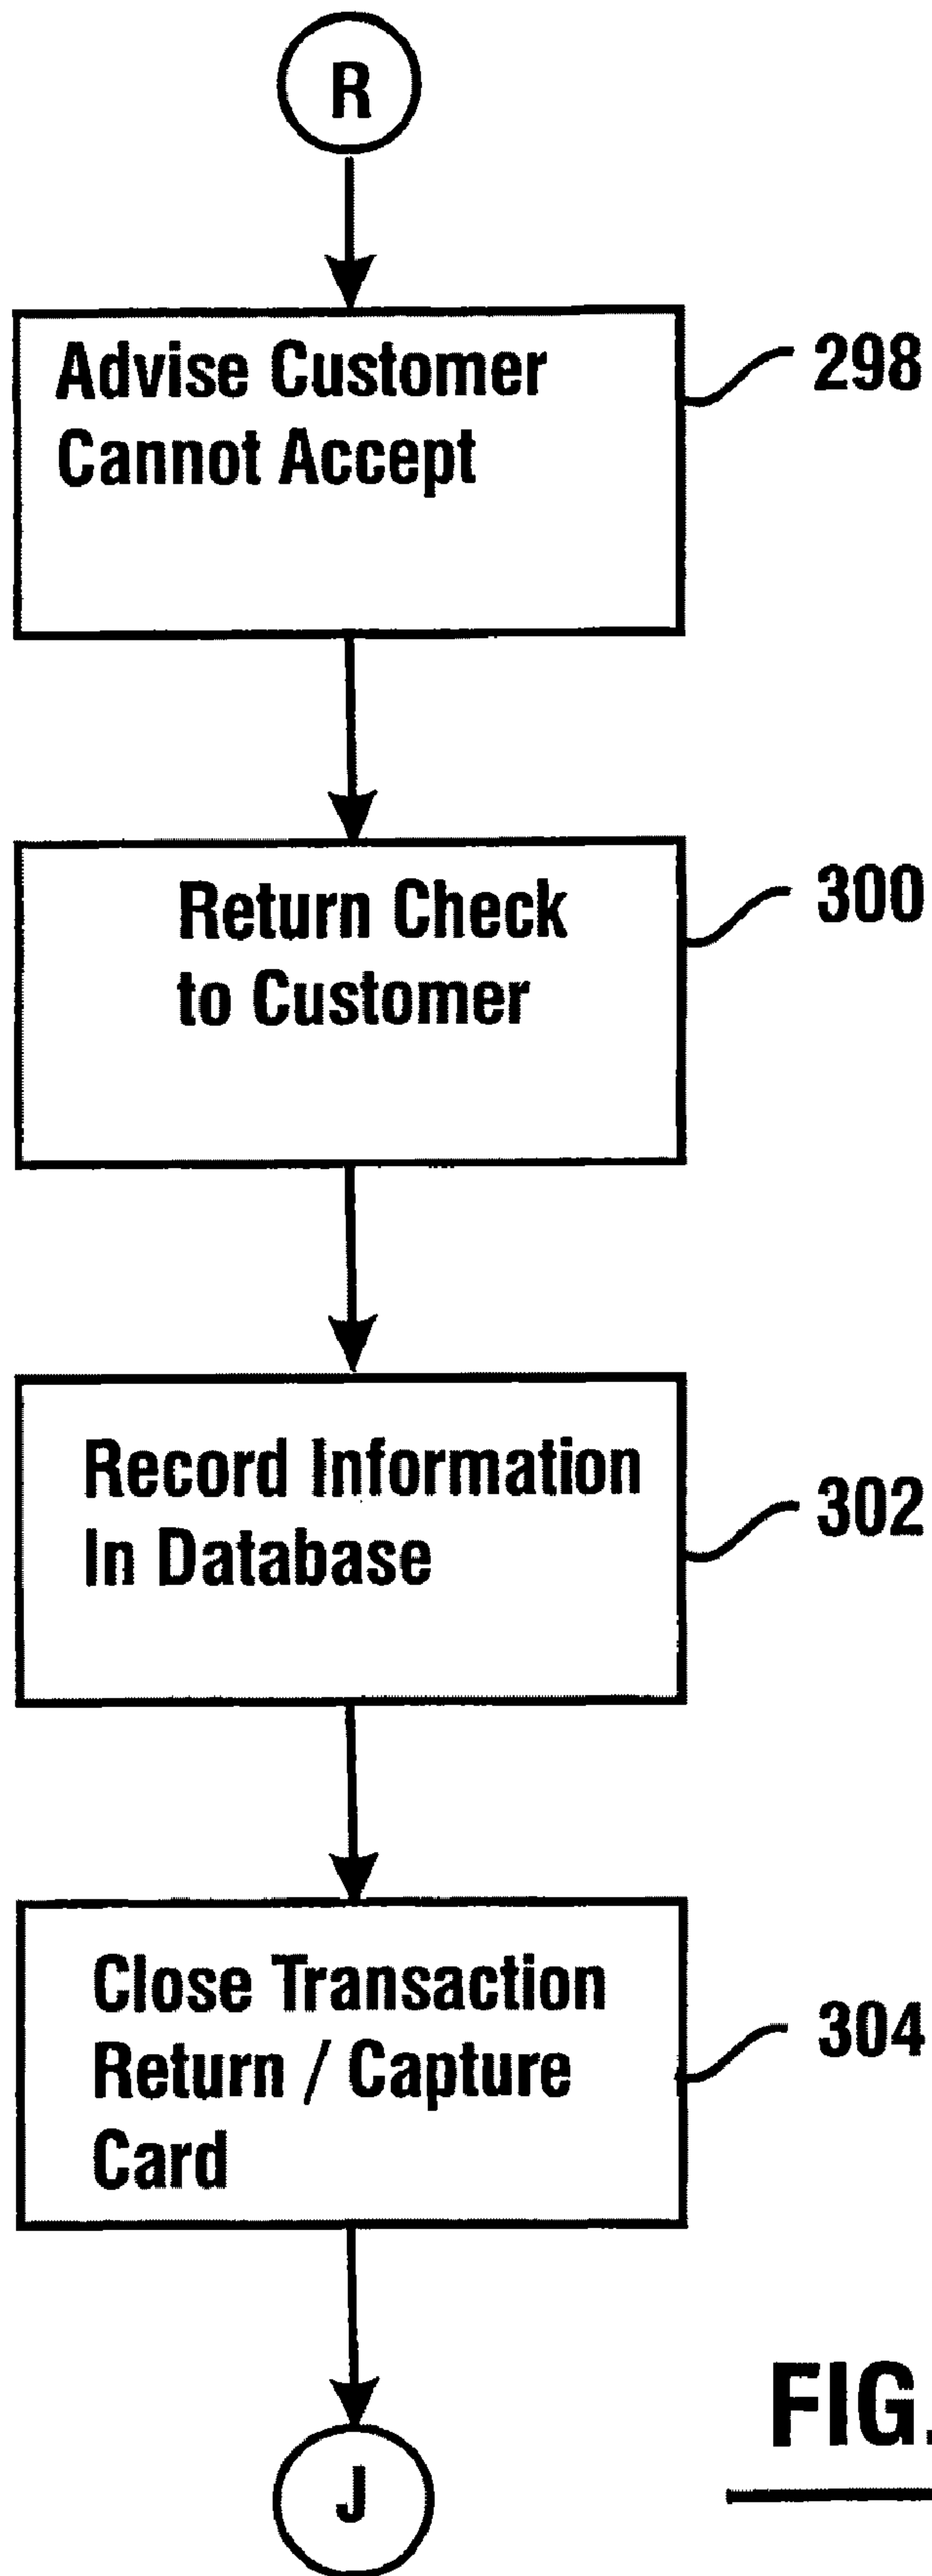 R
Advise Customer
Cannot Accept
298
Return Check
to Customer
300
Record Information
In Database
302
Close Transaction
Return / Capture
Card
304
FIG.
J